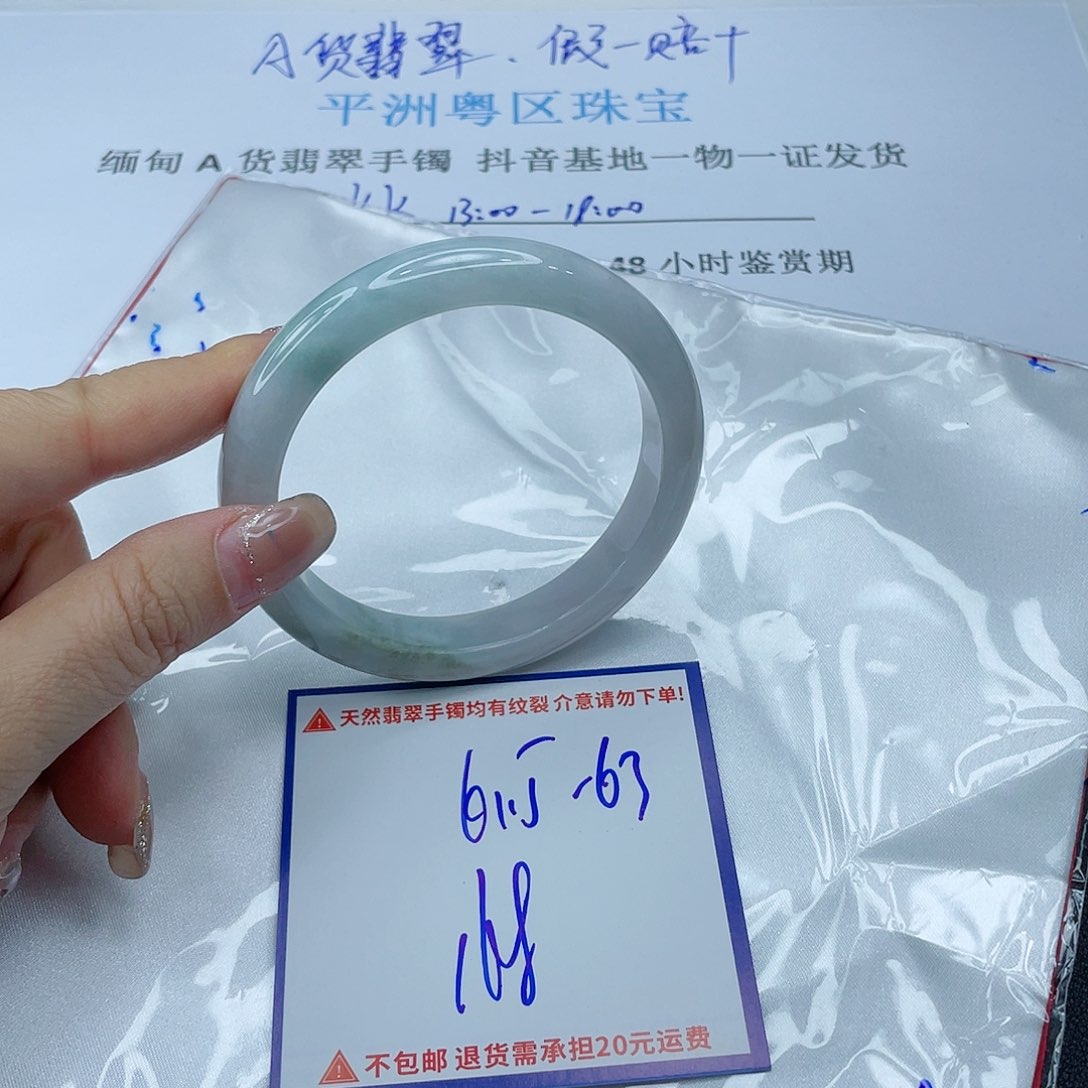 A货翡翠、假一赔十
平洲粤区珠宝
缅甸A货翡翠手镯 抖音基地一物一证发货
13:00-18:00
48小时鉴赏期
天然翡翠手镯均有纹裂 介意请勿下单!
-63
168
不包邮 退货需承担20元运费